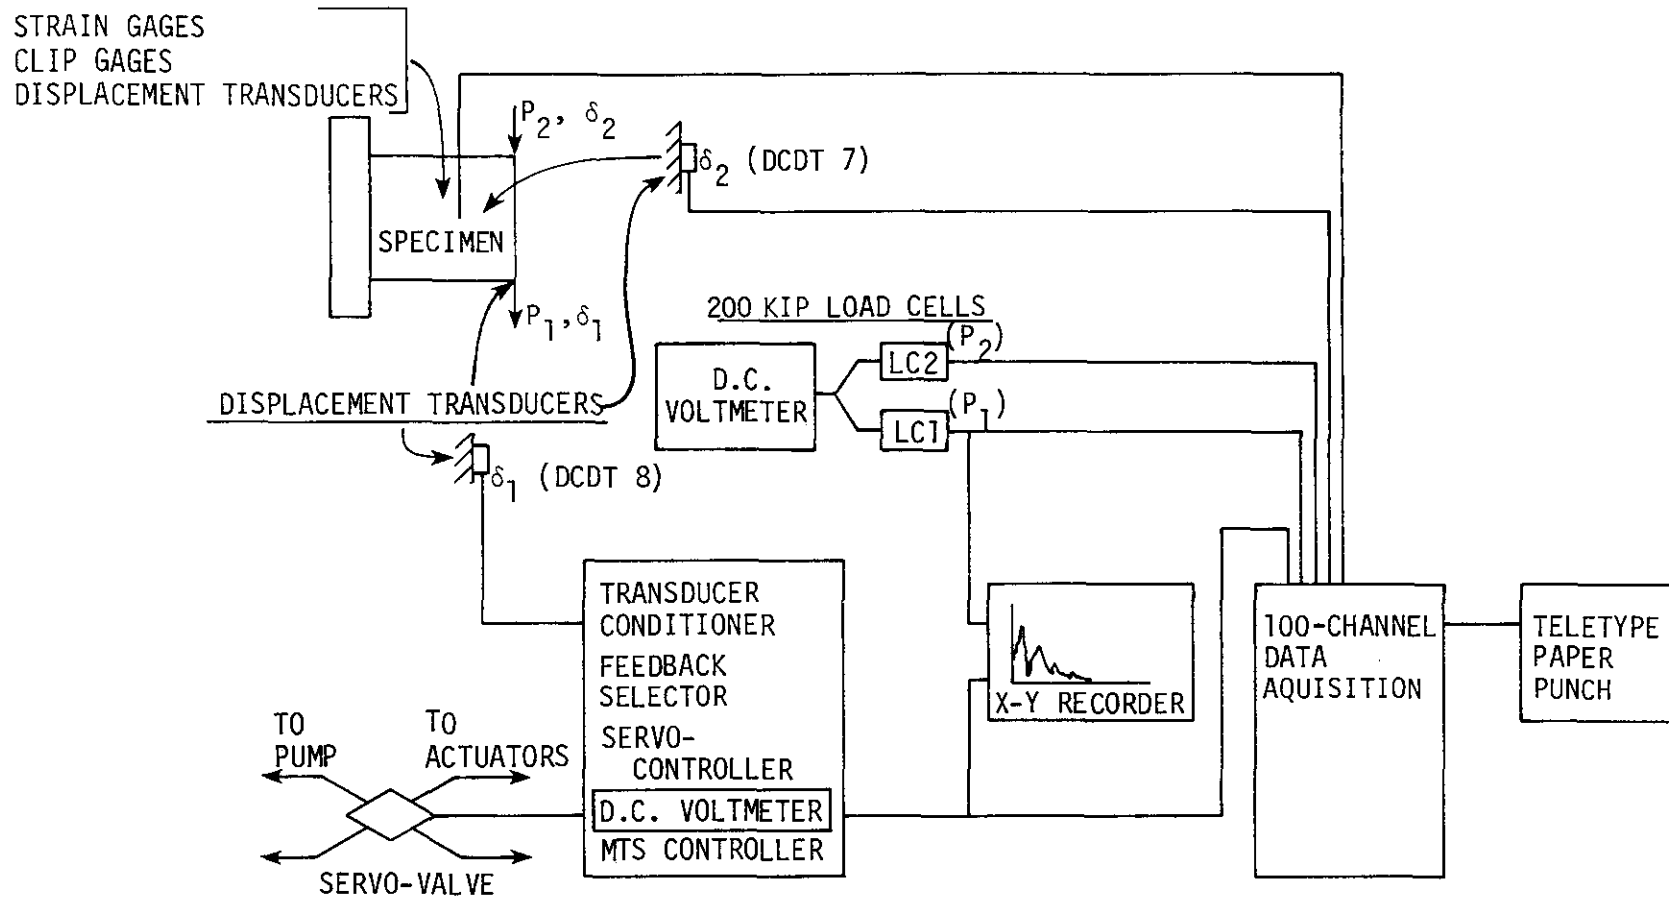 STRAIN GAGES
CLIP GAGES
DISPLACEMENT TRANSDUCERS
P2, δ2
δ2 (DCDT 7)
SPECIMEN
P1,δ1
200 KIP LOAD CELLS
(P2)
LC2
D.C.
VOLTMETER
(P1)
LC1
DISPLACEMENT TRANSDUCERS
δ1 (DCDT 8)
TRANSDUCER
CONDITIONER
FEEDBACK
SELECTOR
SERVO-
CONTROLLER
D.C. VOLTMETER
MTS CONTROLLER
X-Y RECORDER
100-CHANNEL
DATA
AQUISITION
TELETYPE
PAPER
PUNCH
TO
PUMP
TO
ACTUATORS
SERVO-VALVE